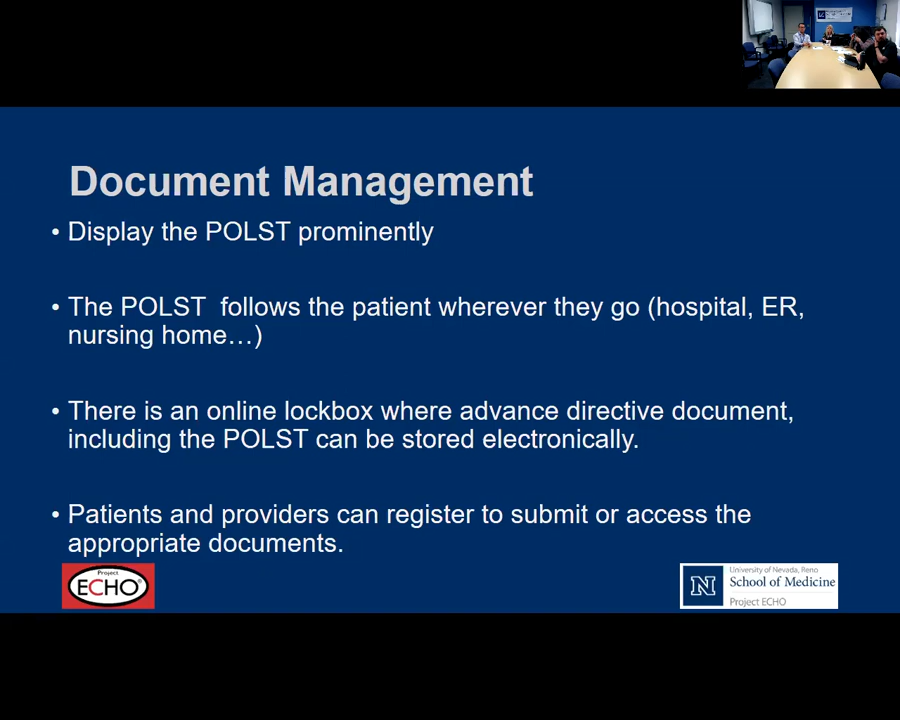 Document Management
• Display the POLST prominently
• The POLST  follows the patient wherever they go (hospital, ER,
nursing home…)
• There is an online lockbox where advance directive document,
including the POLST can be stored electronically.
• Patients and providers can register to submit or access the
appropriate documents.
Project
ECHO®
N
University of Nevada, Reno
School of Medicine
Project ECHO